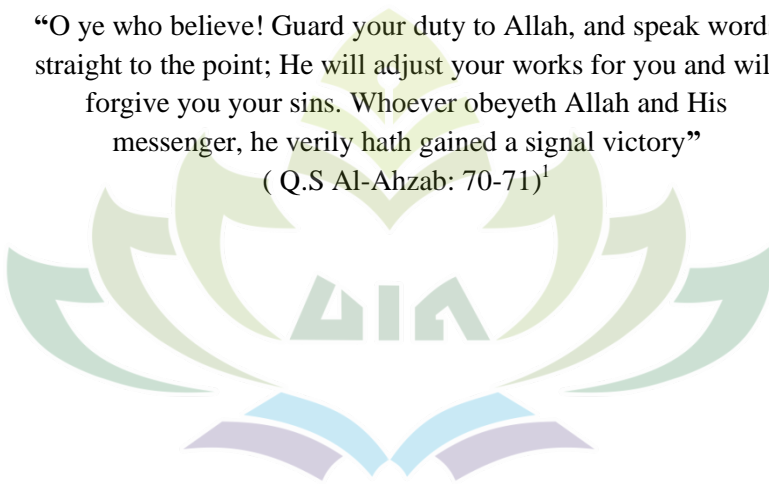 “O ye who believe! Guard your duty to Allah, and speak word
straight to the point; He will adjust your works for you and wil
forgive you your sins. Whoever obeyeth Allah and His
messenger, he verily hath gained a signal victory”
( Q.S Al-Ahzab: 70-71)1
UIN